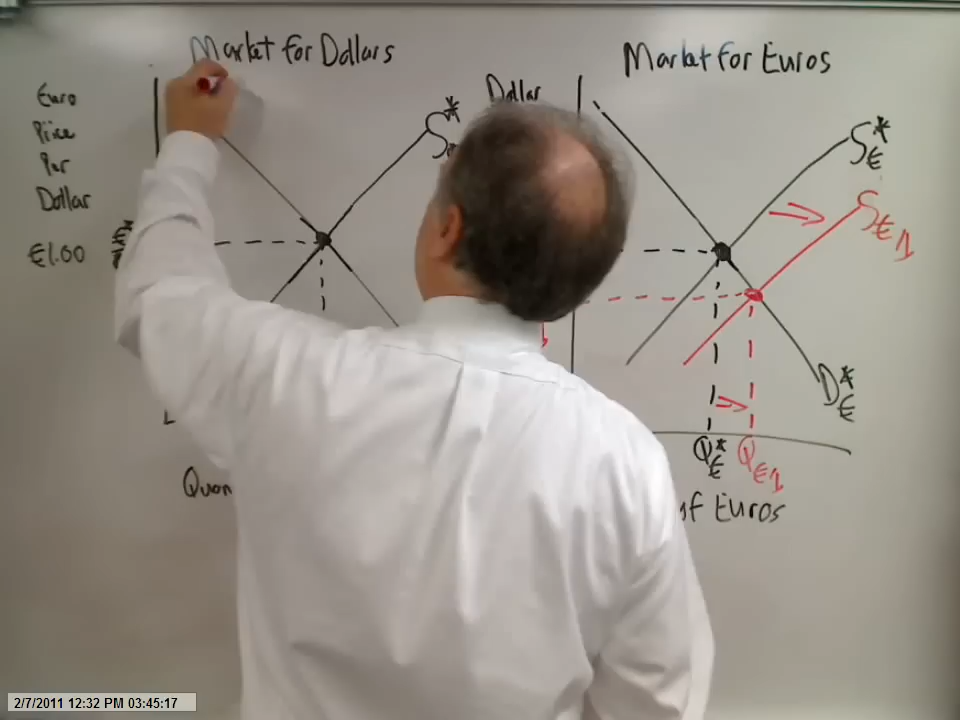 Market for Dollars
Market for Euros
Euro
Price
Per
Dollar
€1.00
Dollar
S*
S*€
S€1
D*€
Q*€
Q€1
Quan
of Euros
2/7/2011 12:32 PM 03:45:17